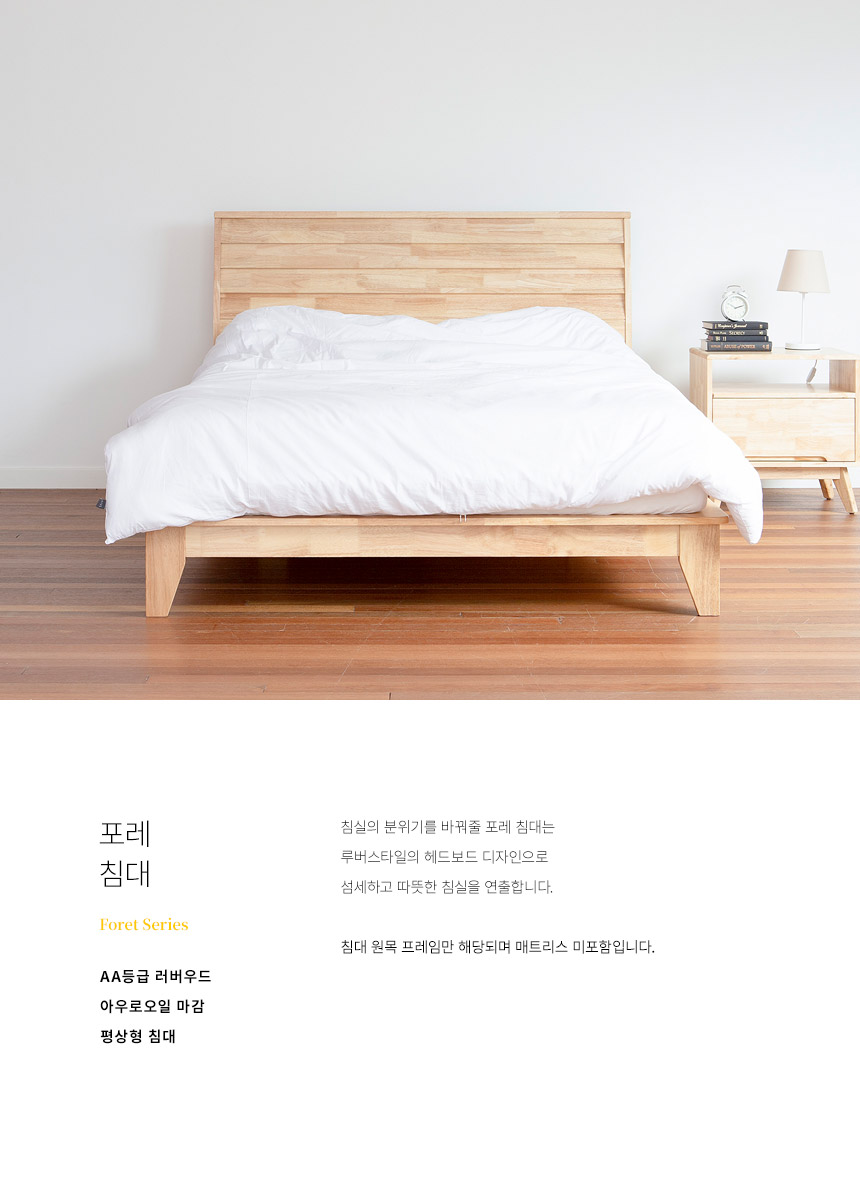 포레
침대
Foret Series
AA등급 러버우드
아우로오일 마감
평상형 침대
침실의 분위기를 바꿔줄 포레 침대는
루버스타일의 헤드보드 디자인으로
섬세하고 따뜻한 침실을 연출합니다.
침대 원목 프레임만 해당되며 매트리스 미포함입니다.